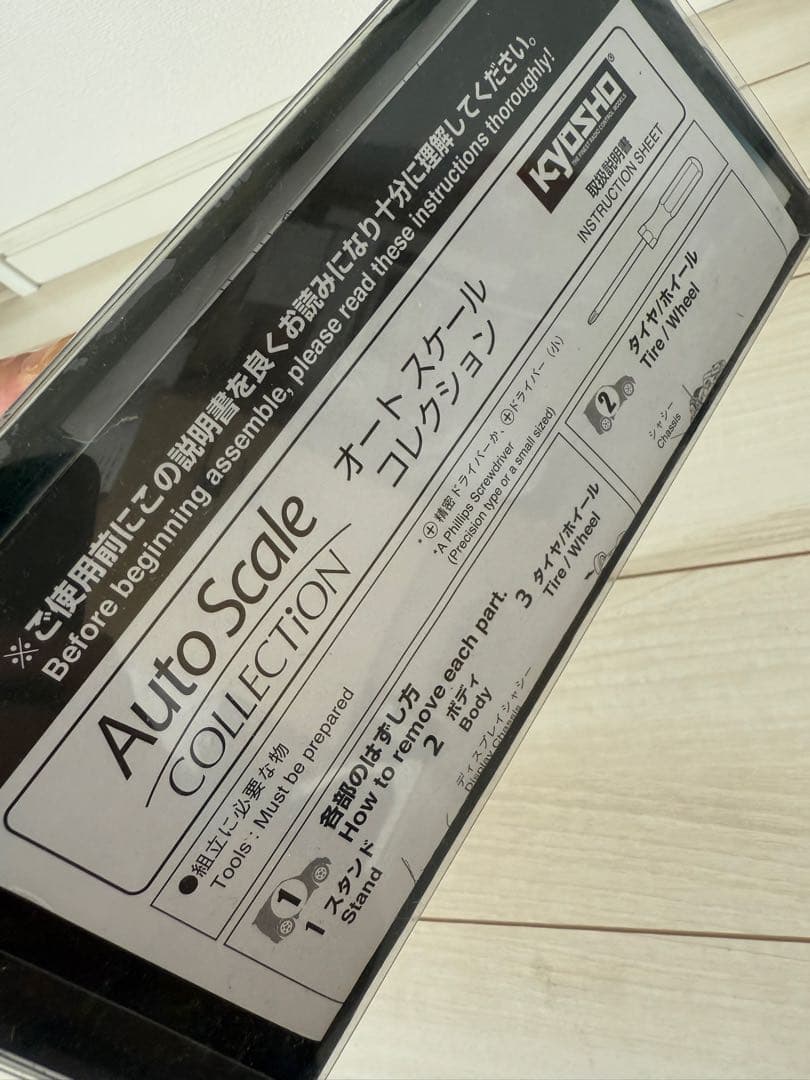 ※ご使用前にこの説明書を良くお読みになり十分に理解してください。
Before beginning assemble, please read these instructions thoroughly!
Auto Scale
COLLECTiON
オートスケール
コレクション
KYOSHO®
THE FINEST RADIO CONTROL MODELS
取扱説明書
INSTRUCTION SHEET
●組立に必要な物
Tools : Must be prepared
*⊕精密ドライバーか、⊕ドライバー（小）
*A Phillips Screwdriver
(Precision type or a small sized)
1
各部のはずし方
How to remove each part.
1 スタンド
Stand
2 ボディ
Body
ディスプレイシャシー
Display Chassis
3 タイヤ/ホイール
Tire / Wheel
2
タイヤ/ホイール
Tire / Wheel
シャシー
Chassis